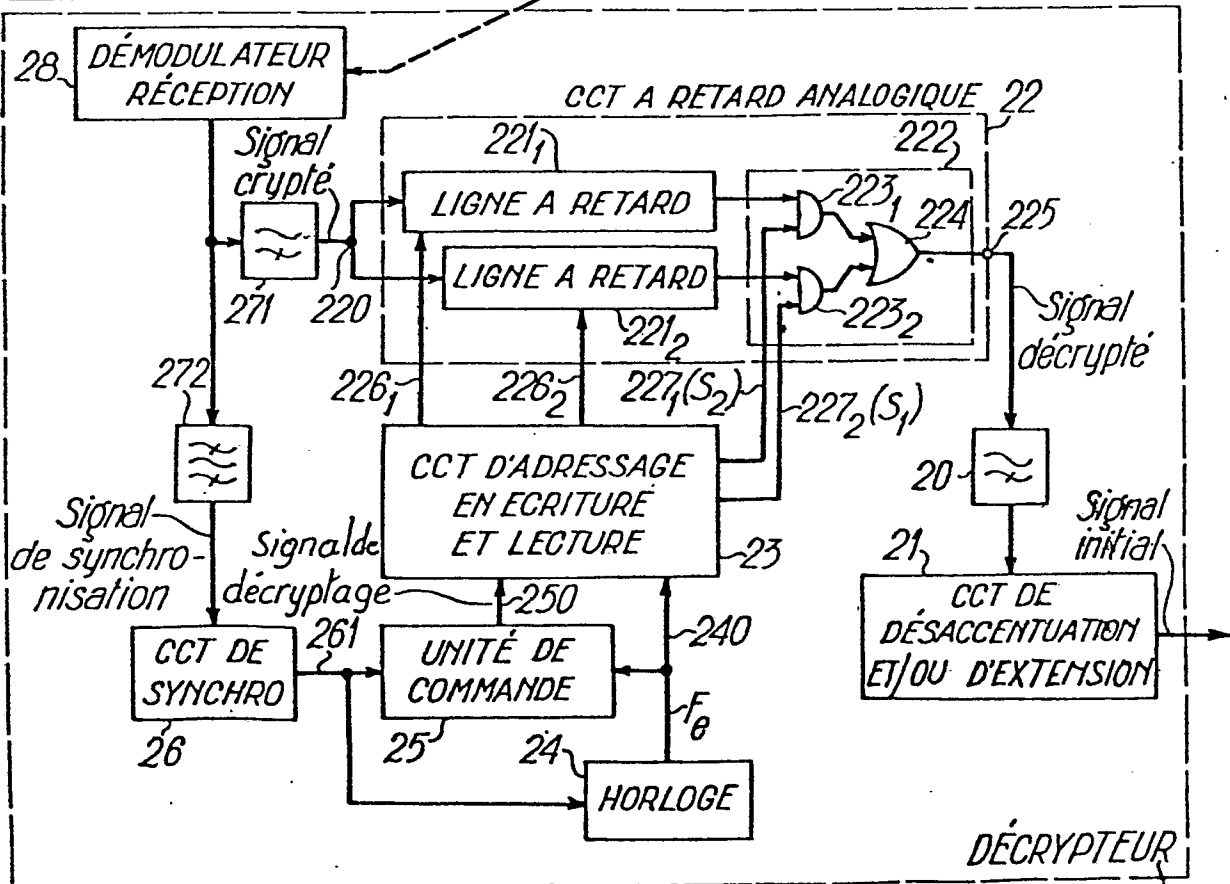 28
DÉMODULATEUR
RÉCEPTION
CCT A RETARD ANALOGIQUE
22
Signal
crypté
221₁
222
LIGNE A RETARD
223₁
224
225
271
220
LIGNE A RETARD
221₂
223₂
Signal
décrypté
272
226₁
226₂
227₁(S₂)
227₂(S₁)
CCT D'ADRESSAGE
EN ECRITURE
ET LECTURE
23
20
Signal
de synchro-
nisation
Signal de
décryptage
250
240
21
Signal
initial
CCT DE
SYNCHRO
26
261
UNITÉ DE
COMMANDE
25
CCT DE
DÉSACCENTUATION
ET/OU D'EXTENSION
Fe
24
HORLOGE
DÉCRYPTEUR